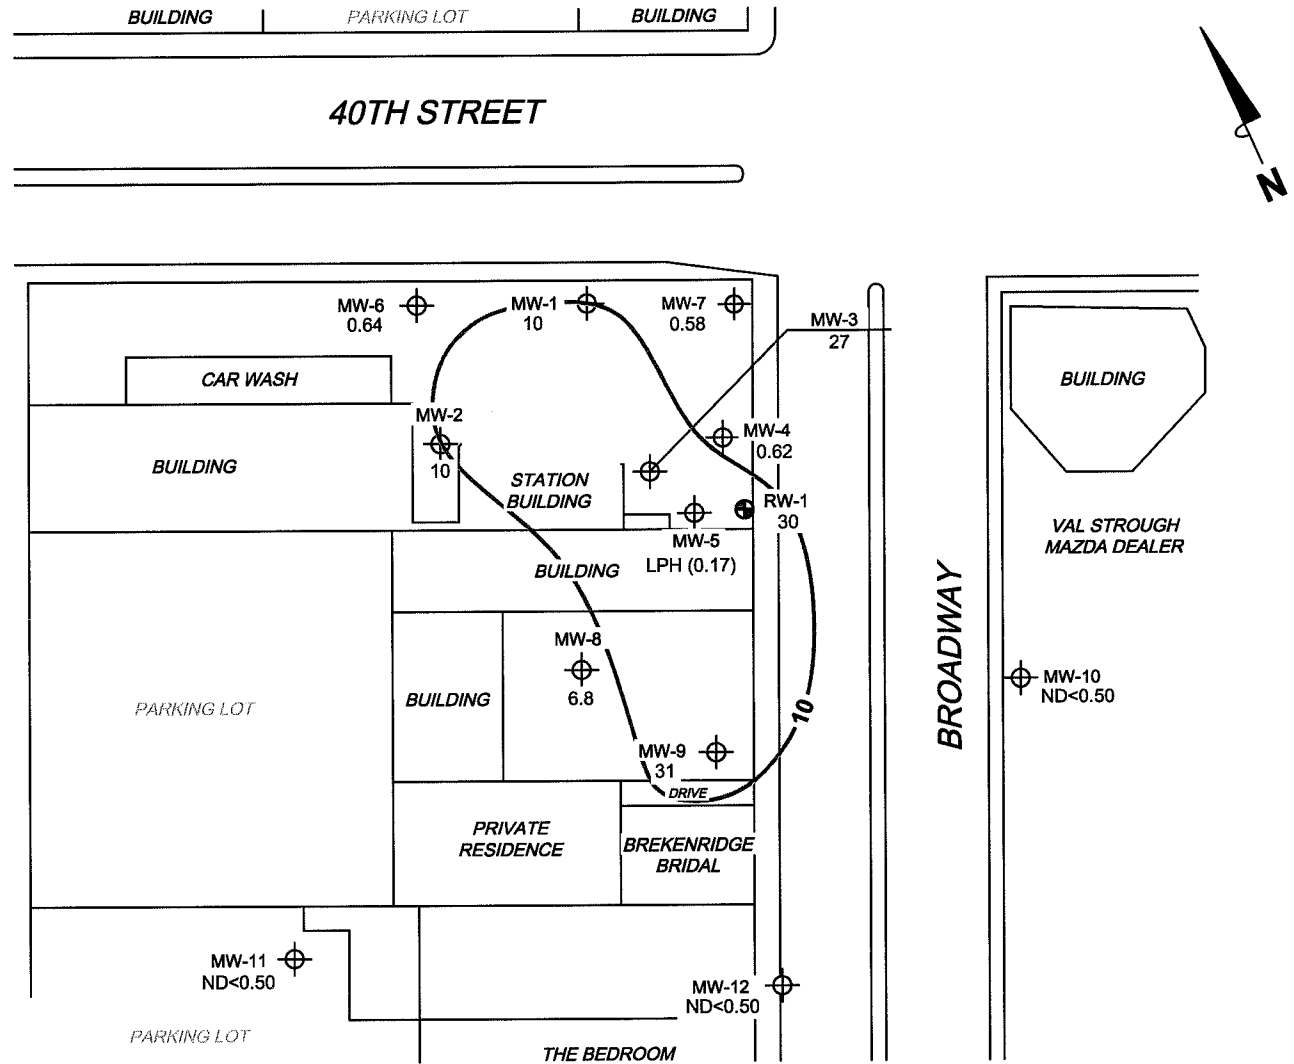 BUILDING
PARKING LOT
BUILDING
40TH STREET
N
MW-6
0.64
MW-1
10
MW-7
0.58
MW-3
27
CAR WASH
BUILDING
MW-2
10
MW-4
0.62
BUILDING
STATION
BUILDING
RW-1
30
MW-5
LPH (0.17)
VAL STROUGH
MAZDA DEALER
BUILDING
BROADWAY
MW-8
6.8
MW-10
ND<0.50
PARKING LOT
BUILDING
10
MW-9
31
DRIVE
PRIVATE
RESIDENCE
BREKENRIDGE
BRIDAL
MW-11
ND<0.50
MW-12
ND<0.50
PARKING LOT
THE BEDROOM